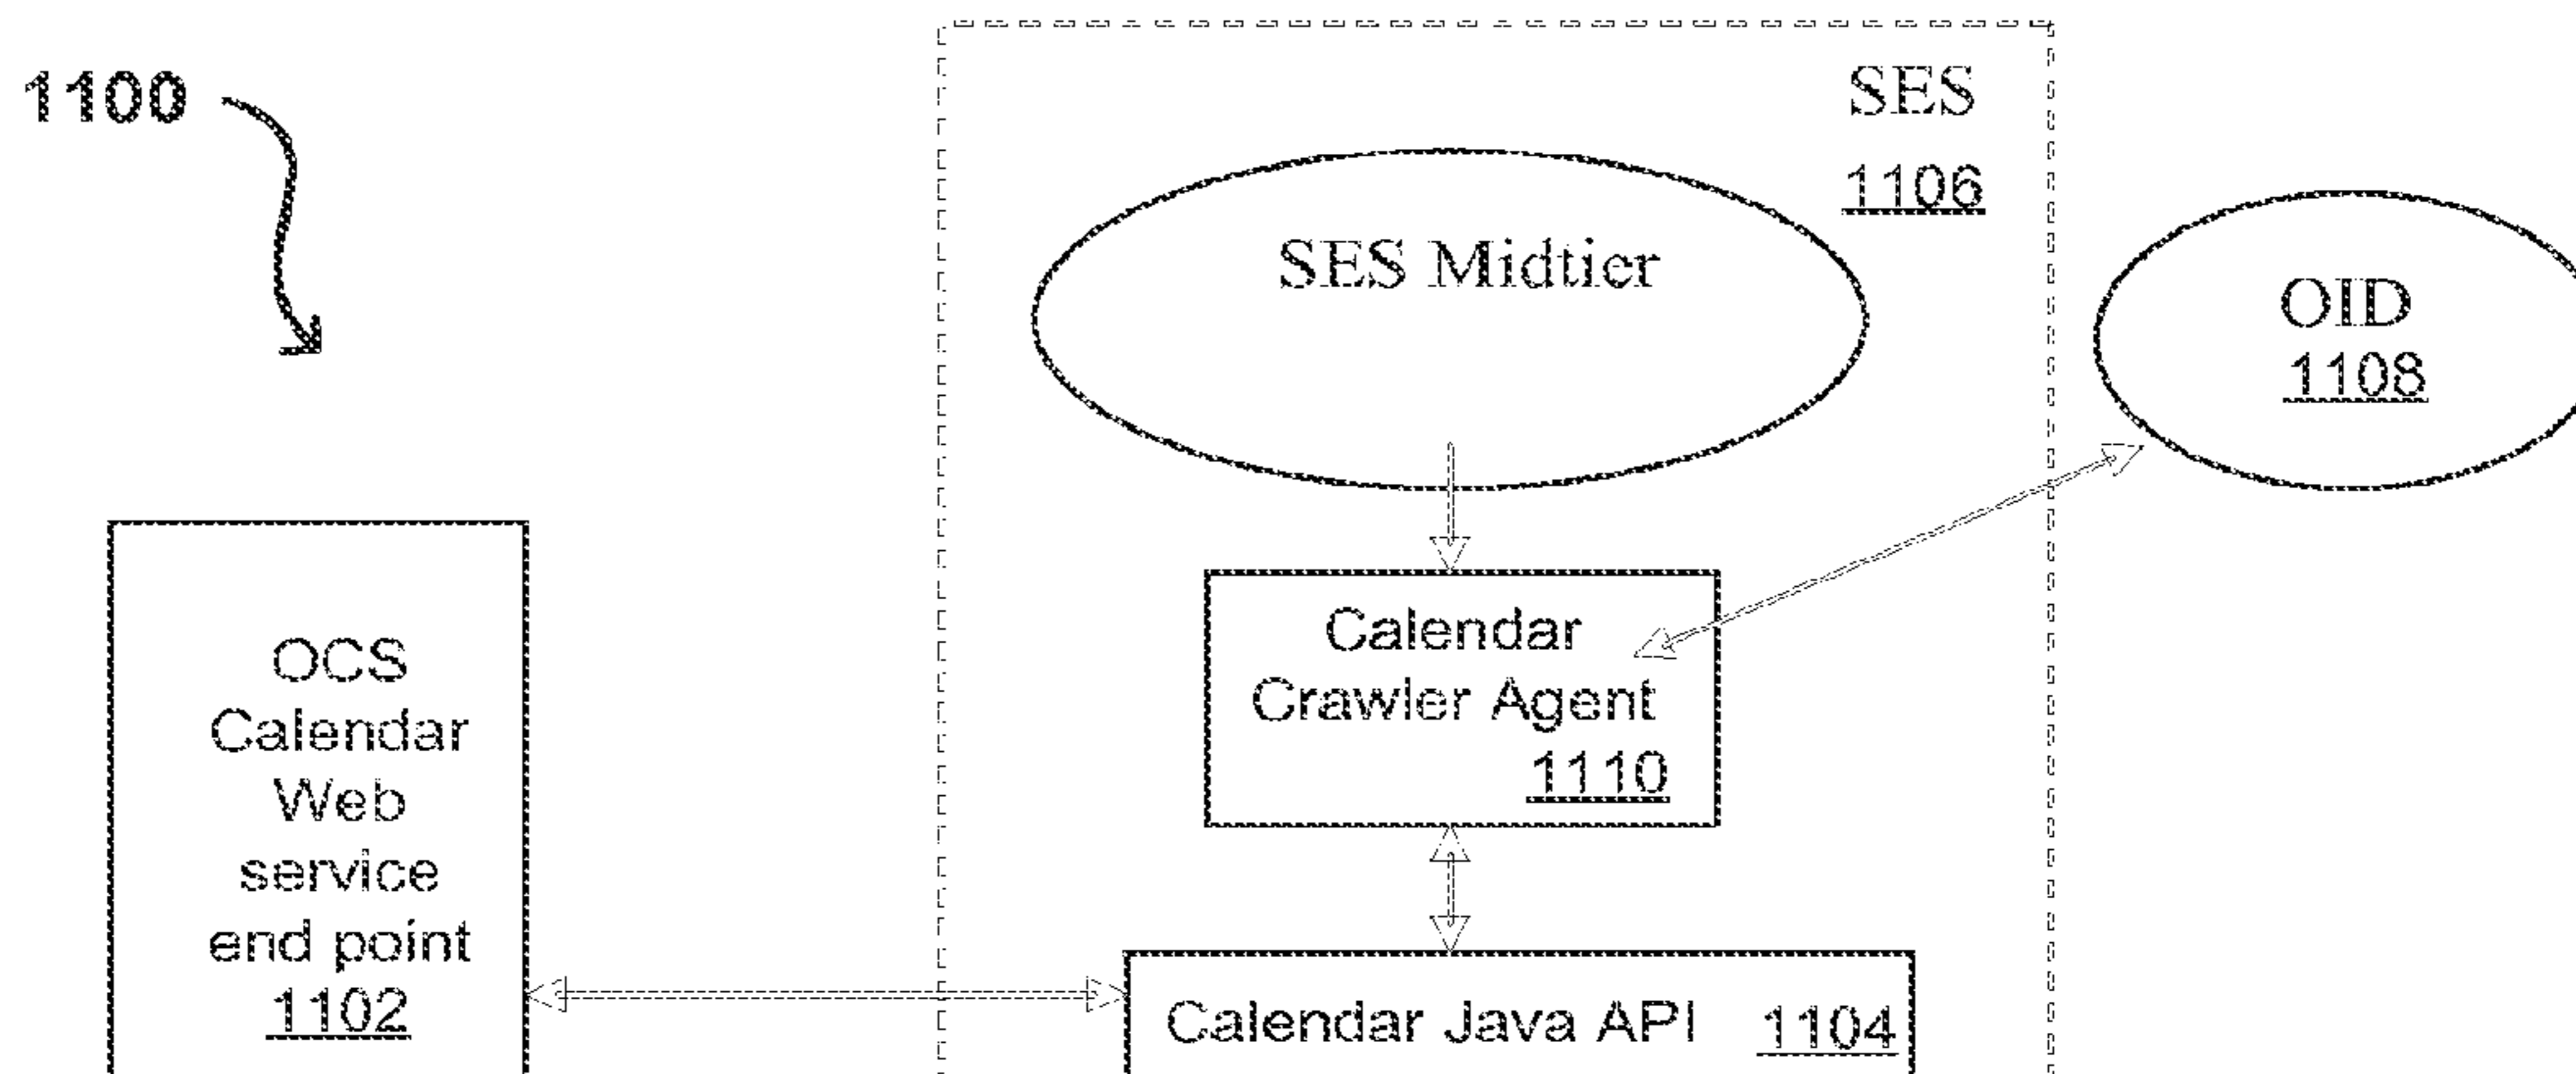 1100
SES
1106
SES Midtier
OID
1108
Calendar
Crawler Agent
1110
OCS
Calendar
Web
service
end point
1102
Calendar Java API 1104